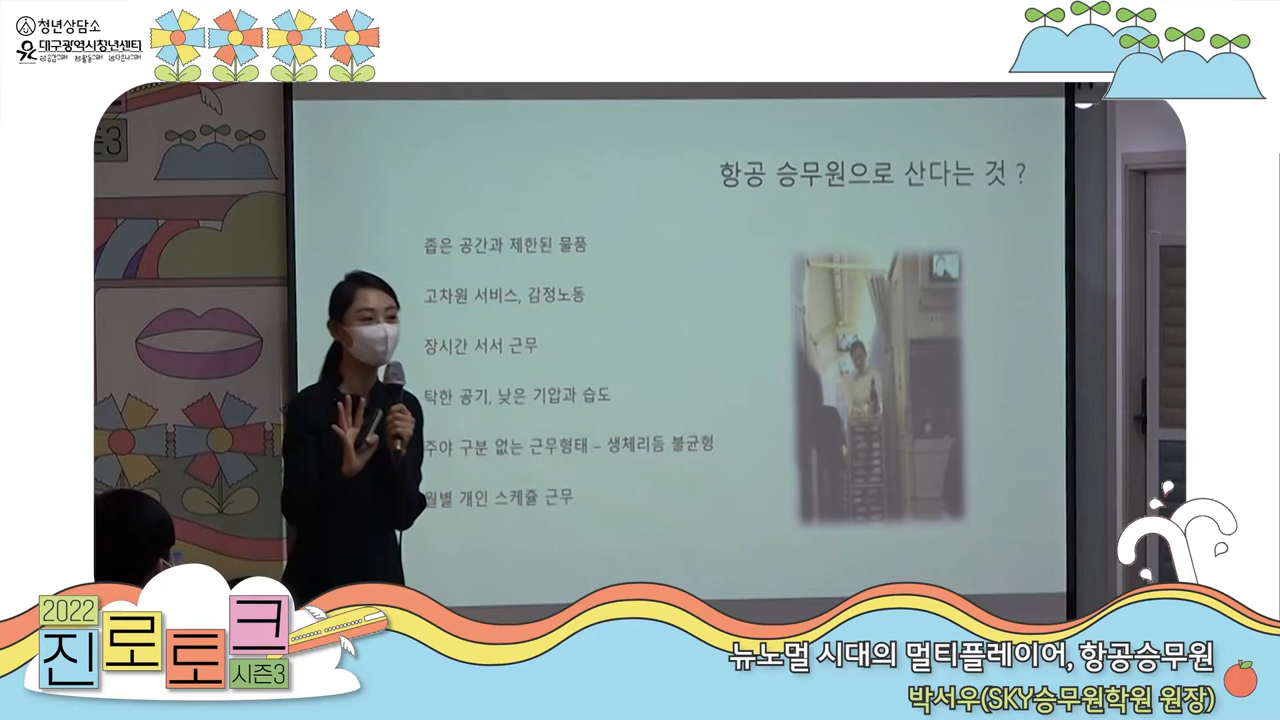 청년상담소
대구광역시청년센터
즌3
항공 승무원으로 산다는 것 ?
좁은 공간과 제한된 물품
고차원 서비스, 감정노동
장시간 서서 근무
탁한 공기, 낮은 기압과 습도
주야 구분 없는 근무형태 – 생체리듬 불균형
월별 개인 스케쥴 근무
2022
진로토크
시즌3
뉴노멀 시대의 멀티플레이어, 항공승무원
박서우(SKY승무원학원 원장)